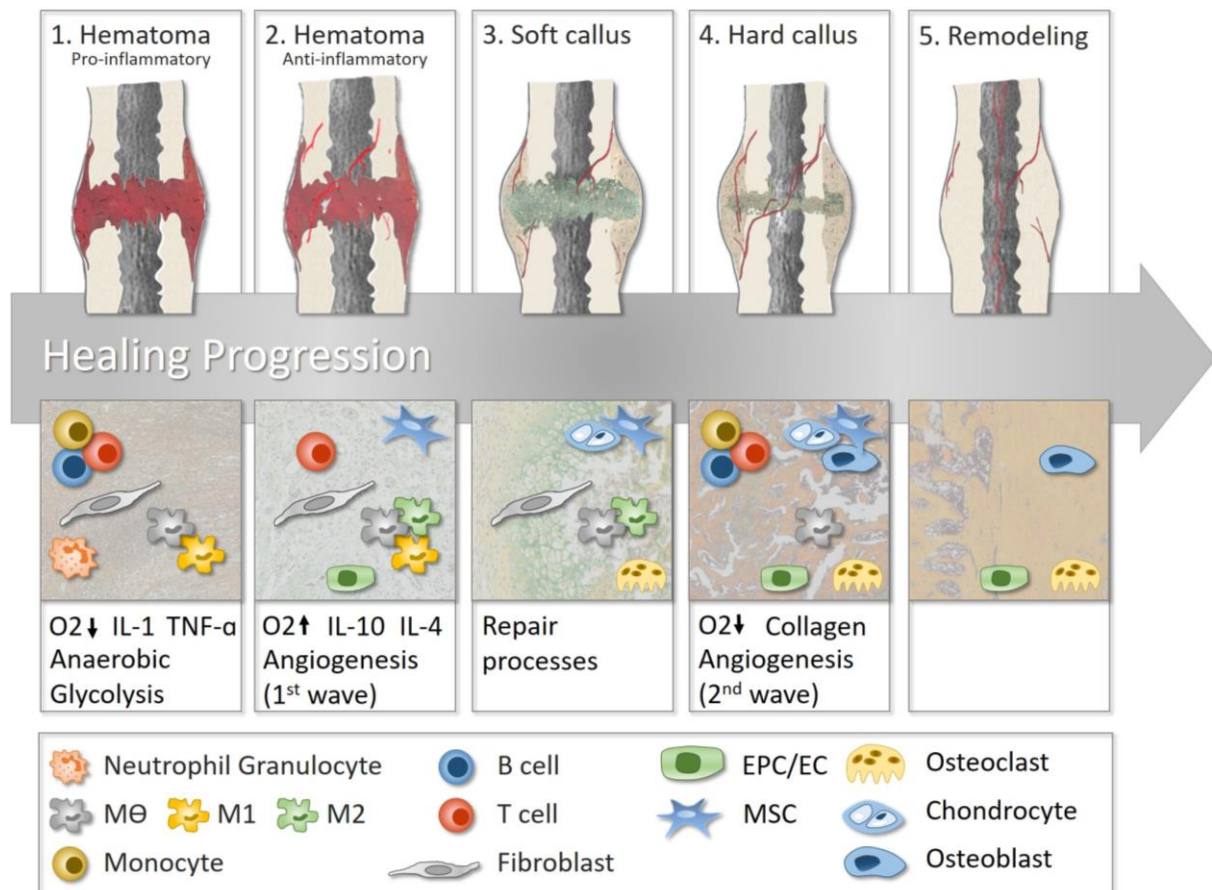 1. Hematoma
Pro-inflammatory
2. Hematoma
Anti-inflammatory
3. Soft callus
4. Hard callus
5. Remodeling
Healing Progression
O2↓ IL-1 TNF-α
Anaerobic
Glycolysis
O2↑ IL-10 IL-4
Angiogenesis
(1st wave)
Repair
processes
O2↓ Collagen
Angiogenesis
(2nd wave)
Neutrophil Granulocyte
B cell
EPC/EC
Osteoclast
MΘ
M1
M2
T cell
MSC
Chondrocyte
Monocyte
Fibroblast
Osteoblast